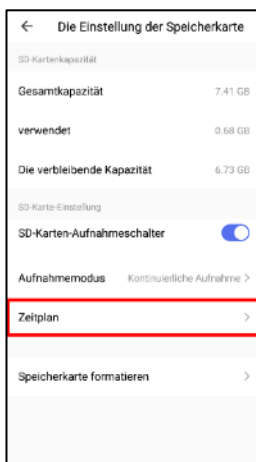 Die Einstellung der Speicherkarte
SD-Kartenkapazität
Gesamtkapazität 7.41 GB
verwendet 0.68 GB
Die verbleibende Kapazität 6.73 GB
SD-Karte-Einstellung
SD-Karten-Aufnahmeschalter
Aufnahmemodus Kontinuierliche Aufnahme >
Zeitplan >
Speicherkarte formatieren >